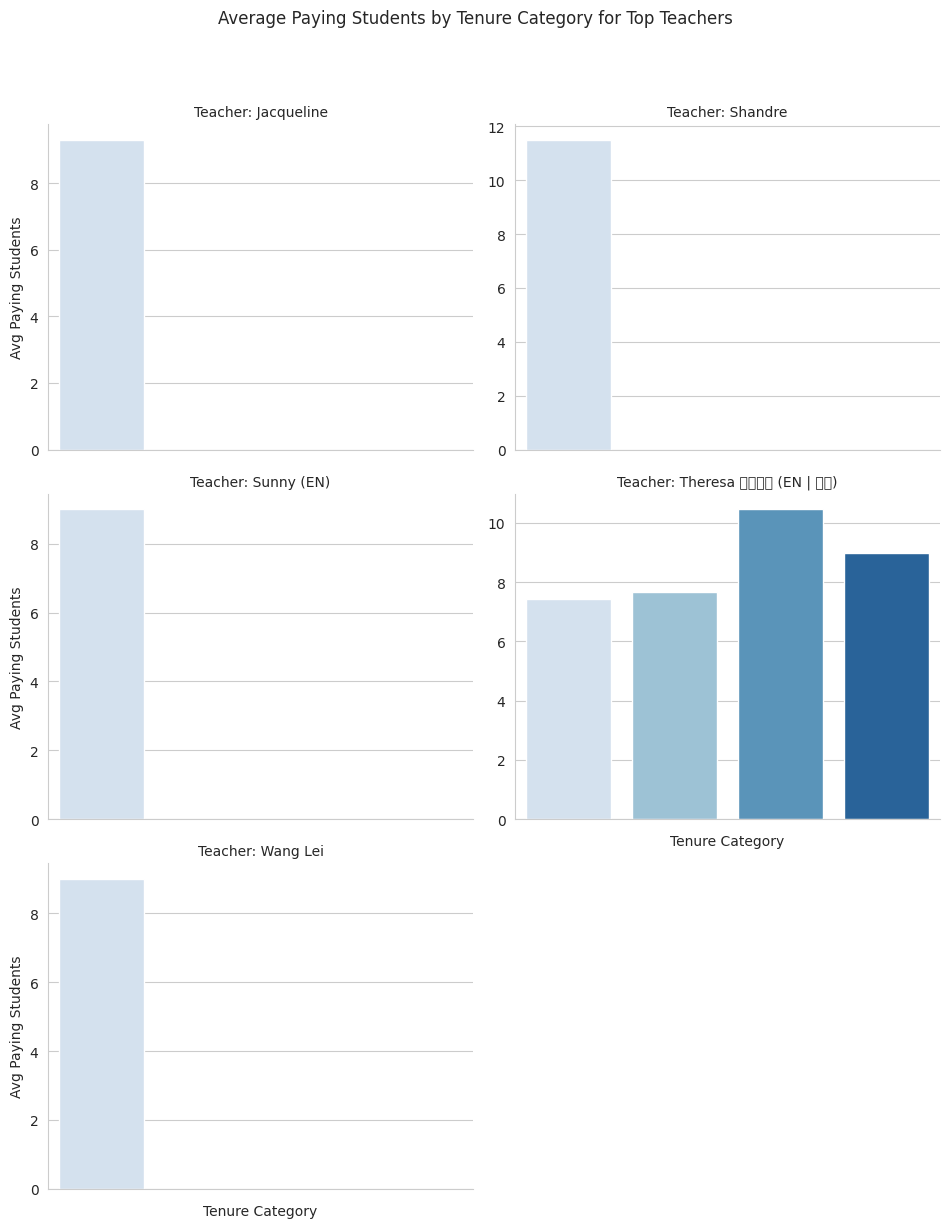 Average Paying Students by Tenure Category for Top Teachers
Teacher: Jacqueline
Avg Paying Students
8
6
4
2
0
Teacher: Shandre
12
10
8
6
4
2
0
Teacher: Sunny (EN)
Avg Paying Students
8
6
4
2
0
Teacher: Theresa (EN | )
10
8
6
4
2
0
Tenure Category
Teacher: Wang Lei
Avg Paying Students
8
6
4
2
0
Tenure Category